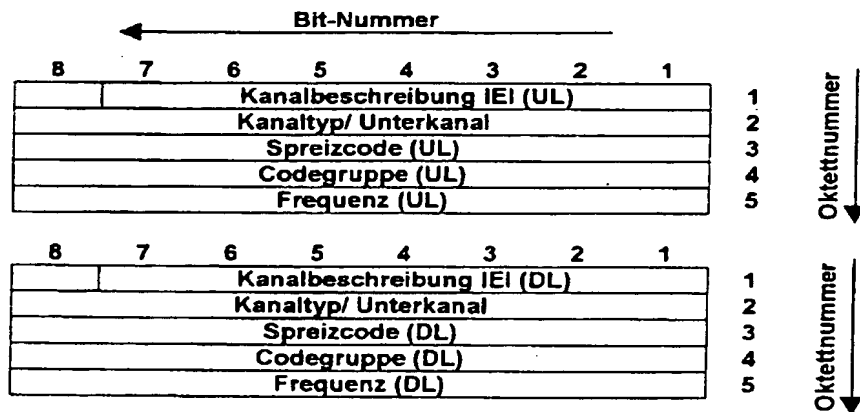 Bit-Nummer
8 7 6 5 4 3 2 1
Kanalbeschreibung IEI (UL) 1
Kanaltyp/ Unterkanal 2
Spreizcode (UL) 3
Codegruppe (UL) 4
Frequenz (UL) 5
Oktettnummer
8 7 6 5 4 3 2 1
Kanalbeschreibung IEI (DL) 1
Kanaltyp/ Unterkanal 2
Spreizcode (DL) 3
Codegruppe (DL) 4
Frequenz (DL) 5
Oktettnummer